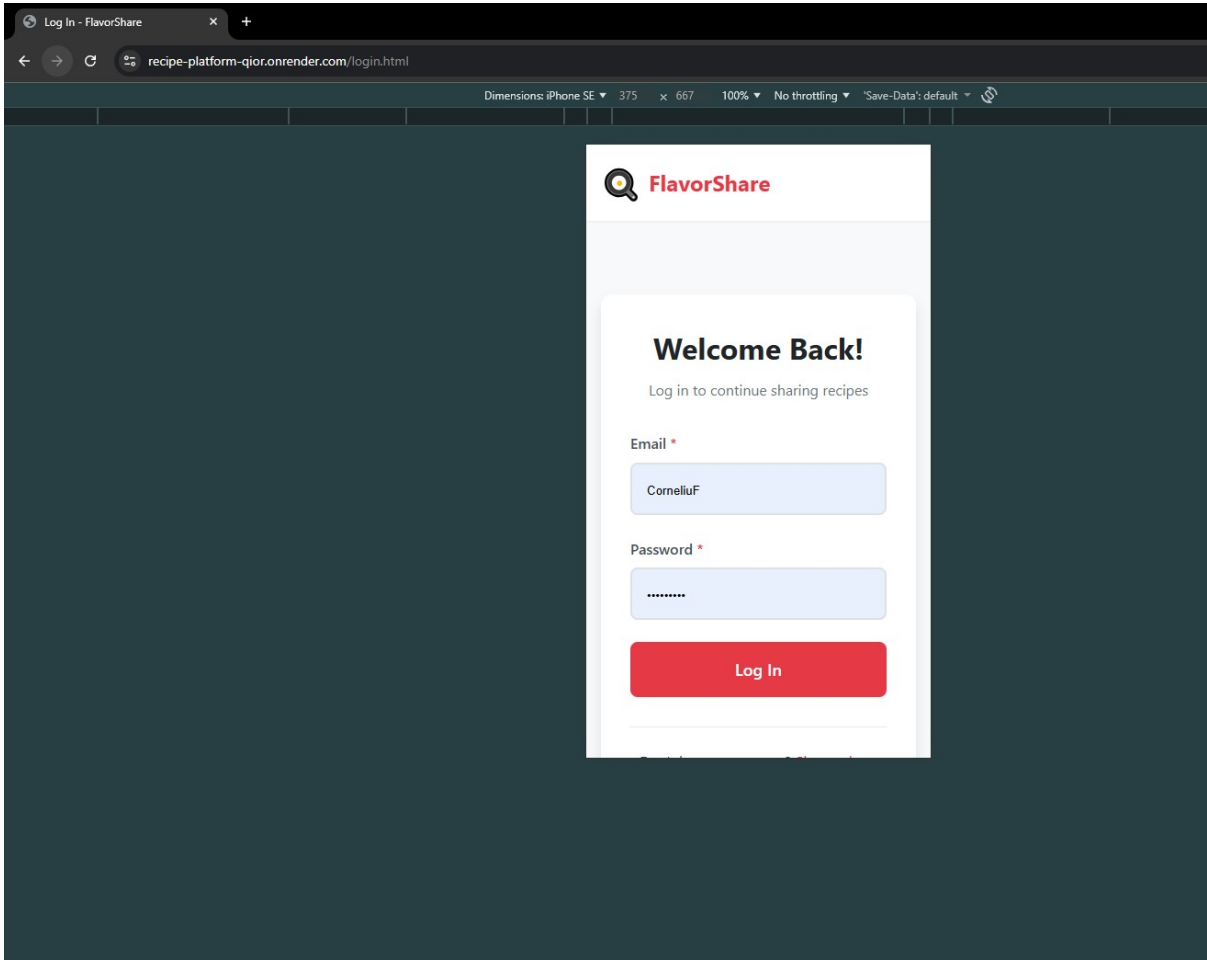 Log In - FlavorShare
recipe-platform-qior.onrender.com/login.html
Dimensions: iPhone SE 375 × 667 100% No throttling 'Save-Data': default
FlavorShare
Welcome Back!
Log in to continue sharing recipes
Email *
CorneliuF
Password *
•••••••••
Log In